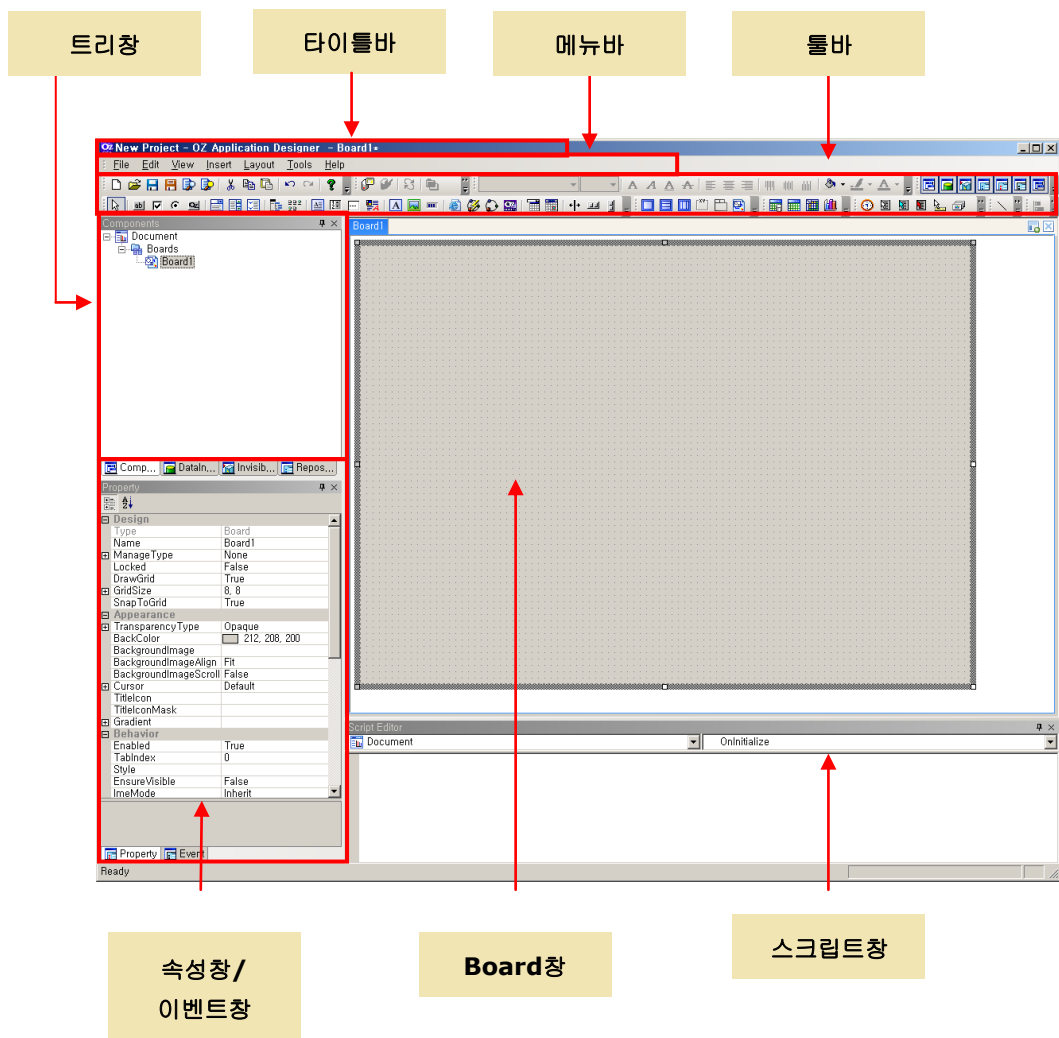 트리창
타이틀바
메뉴바
툴바
New Project - OZ Application Designer - Board1*
File Edit View Insert Layout Tools Help
Components
Document
Boards
Board1
Board1
Comp... DataIn... Invisib... Repos...
Property
Design
Type Board
Name Board1
ManageType None
Locked False
DrawGrid True
GridSize 8, 8
SnapToGrid True
Appearance
TransparencyType Opaque
BackColor 212, 208, 200
BackgroundImage
BackgroundImageAlign Fit
BackgroundImageScroll False
Cursor Default
TitleIcon
TitleIconMask
Gradient
Behavior
Enabled True
TabIndex 0
Style
EnsureVisible False
ImeMode Inherit
Property Event
Script Editor
Document OnInitialize
Ready
속성창/
이벤트창
Board창
스크립트창